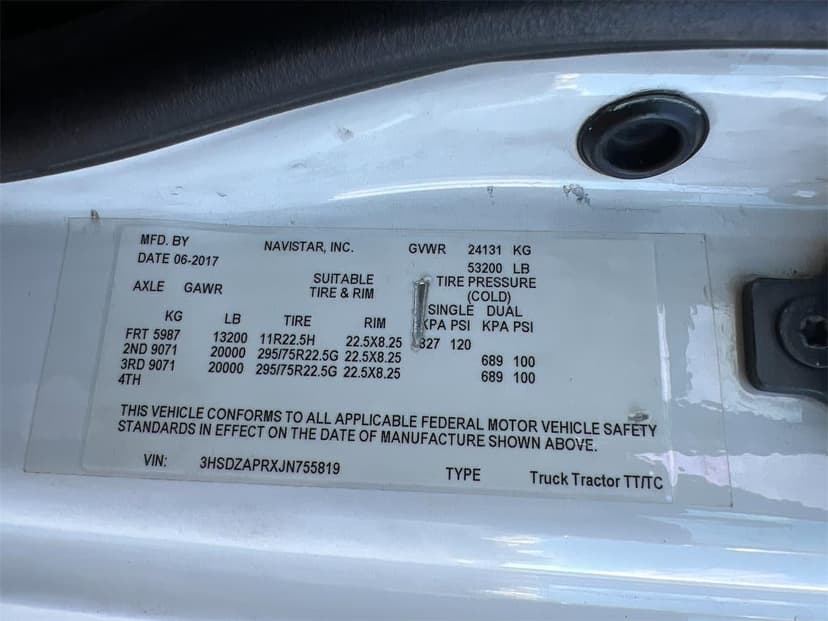 MFD. BY NAVISTAR, INC. GVWR 24131 KG
DATE 06-2017 53200 LB
AXLE GAWR SUITABLE TIRE & RIM TIRE PRESSURE (COLD)
SINGLE DUAL
KG LB TIRE RIM KPA PSI KPA PSI
FRT 5987 13200 11R22.5H 22.5X8.25 827 120
2ND 9071 20000 295/75R22.5G 22.5X8.25 689 100
3RD 9071 20000 295/75R22.5G 22.5X8.25 689 100
4TH
THIS VEHICLE CONFORMS TO ALL APPLICABLE FEDERAL MOTOR VEHICLE SAFETY
STANDARDS IN EFFECT ON THE DATE OF MANUFACTURE SHOWN ABOVE.
VIN: 3HSDZAPRXJN755819 TYPE Truck Tractor TT/TC